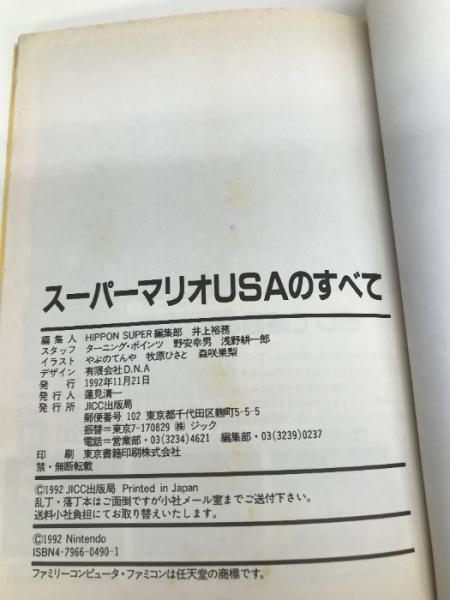 スーパーマリオUSAのすべて
編集人 HIPPON SUPER編集部 井上裕務
スタッフ ターニング・ポインツ 野安幸男 浅野耕一郎
イラスト やぶのてんや 牧原ひさと 森咲果梨
デザイン 有限会社D.N.A
発行 1992年11月21日
発行人 蓮見清一
発行所 JICC出版局
郵便番号 102 東京都千代田区麹町5-5-5
振替=東京7-170829 ㈱ ジック
電話=営業部・03(3234)4621 編集部・03(3239)0237
印刷 東京書籍印刷株式会社
禁・無断転載
©1992 JICC出版局 Printed in Japan
乱丁・落丁本はご面倒ですが小社メール室までご送付下さい。
送料小社負担にてお取り替えいたします。
©1992 Nintendo
ISBN4-7966-0490-1
ファミリーコンピュータ・ファミコンは任天堂の商標です。